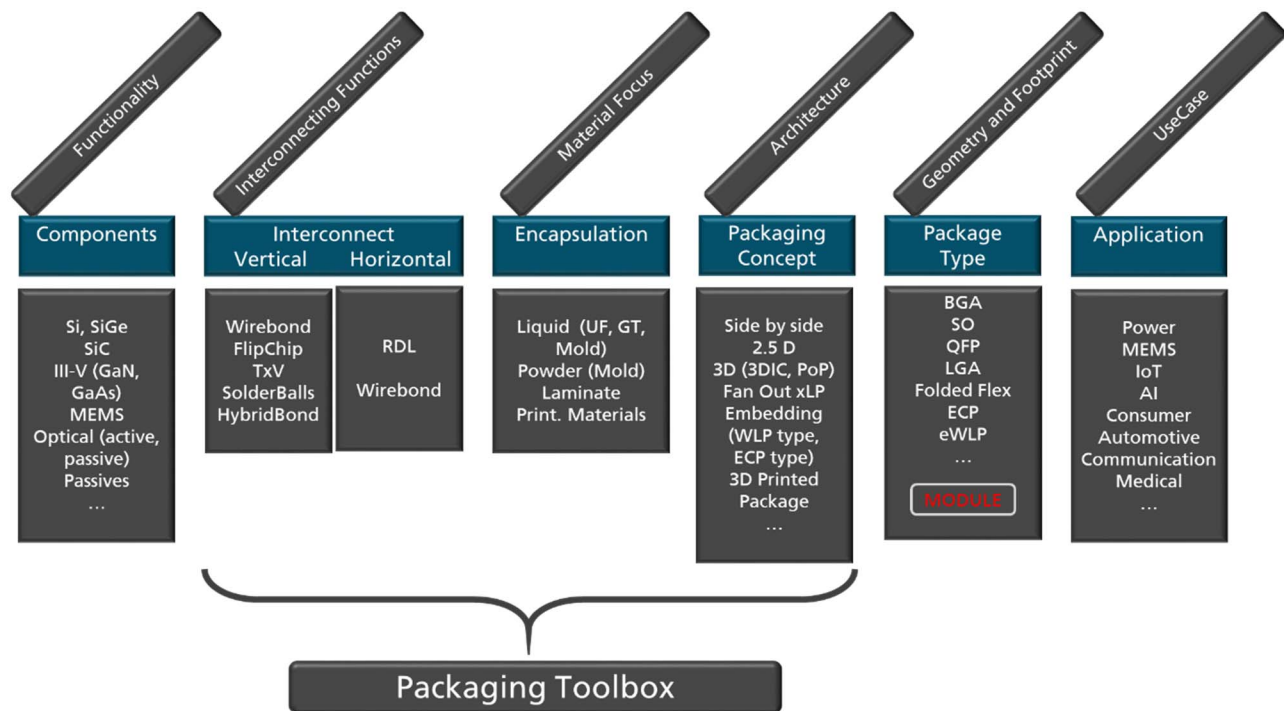 Functionality
Interconnecting Functions
Material Focus
Architecture
Geometry and Footprint
UseCase
Components
Interconnect
Vertical Horizontal
Encapsulation
Packaging
Concept
Package
Type
Application
Si, SiGe
SiC
III-V (GaN,
GaAs)
MEMS
Optical (active,
passive)
Passives
...
Wirebond
FlipChip
TxV
SolderBalls
HybridBond
RDL
Wirebond
Liquid (UF, GT,
Mold)
Powder (Mold)
Laminate
Print. Materials
Side by side
2.5 D
3D (3DIC, PoP)
Fan Out xLP
Embedding
(WLP type,
ECP type)
3D Printed
Package
...
BGA
SO
QFP
LGA
Folded Flex
ECP
eWLP
...
MODULE
Power
MEMS
IoT
AI
Consumer
Automotive
Communication
Medical
...
Packaging Toolbox